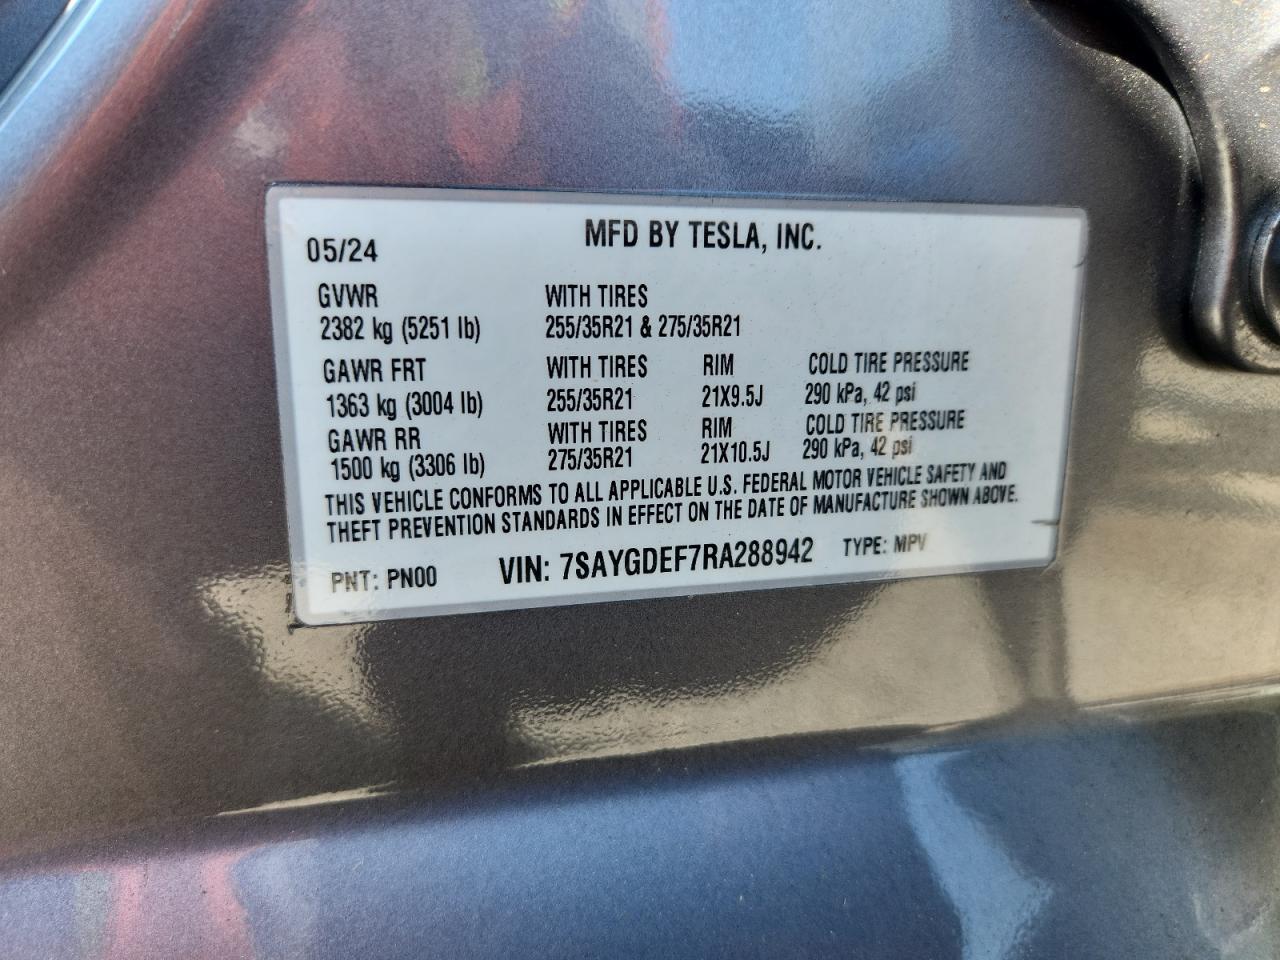 MFD BY TESLA, INC.
05/24
GVWR WITH TIRES
2382 kg (5251 lb) 255/35R21 & 275/35R21
GAWR FRT WITH TIRES RIM COLD TIRE PRESSURE
1363 kg (3004 lb) 255/35R21 21X9.5J 290 kPa, 42 psi
GAWR RR WITH TIRES RIM COLD TIRE PRESSURE
1500 kg (3306 lb) 275/35R21 21X10.5J 290 kPa, 42 psi
THIS VEHICLE CONFORMS TO ALL APPLICABLE U.S. FEDERAL MOTOR VEHICLE SAFETY AND
THEFT PREVENTION STANDARDS IN EFFECT ON THE DATE OF MANUFACTURE SHOWN ABOVE.
PNT: PN00 VIN: 7SAYGDEF7RA288942 TYPE: MPV